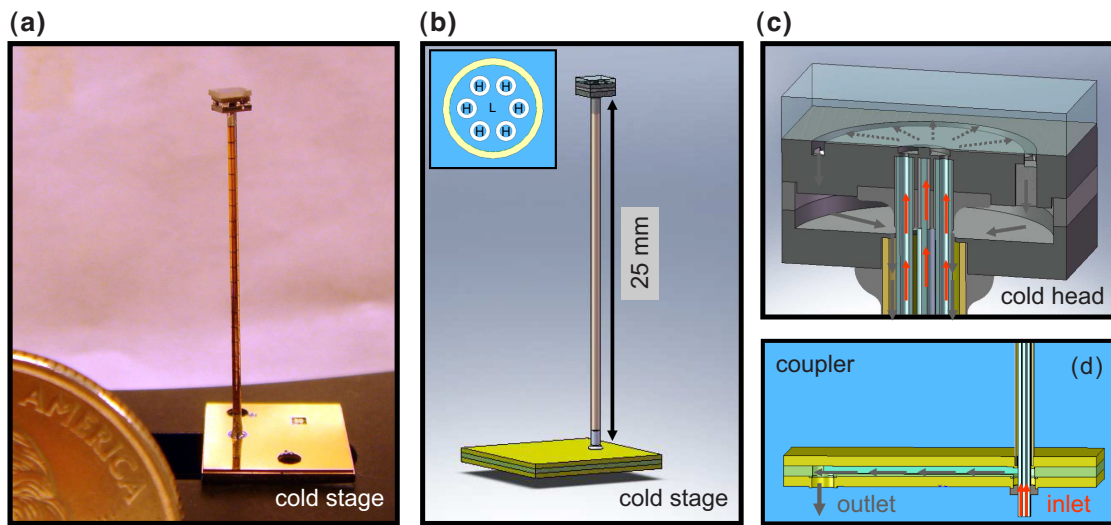 (a)
(b)
(c)
AMERICA
cold stage
H H
H L H
H H
25 mm
cold stage
cold head
coupler
(d)
outlet
inlet